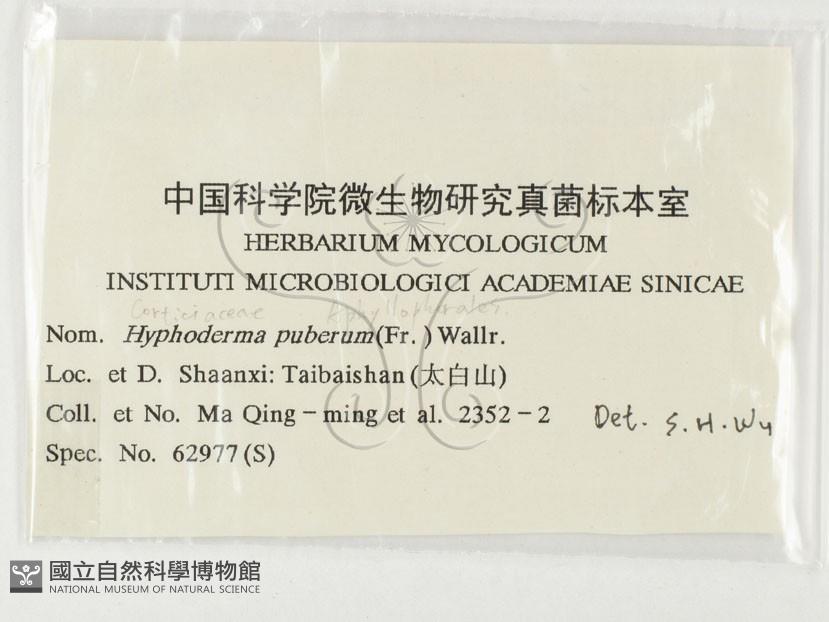 中国科学院微生物研究真菌标本室
HERBARIUM MYCOLOGICUM
INSTITUTI MICROBIOLOGICI ACADEMIAE SINICAE
Corticiaceae Aphyllophorales.
Nom. Hyphoderma puberum(Fr.) Wallr.
Loc. et D. Shaanxi: Taibaishan(太白山)
Coll. et No. Ma Qing-ming et al. 2352-2 Det. S.H.Wu
Spec. No. 62977(S)
國立自然科學博物館
NATIONAL MUSEUM OF NATURAL SCIENCE